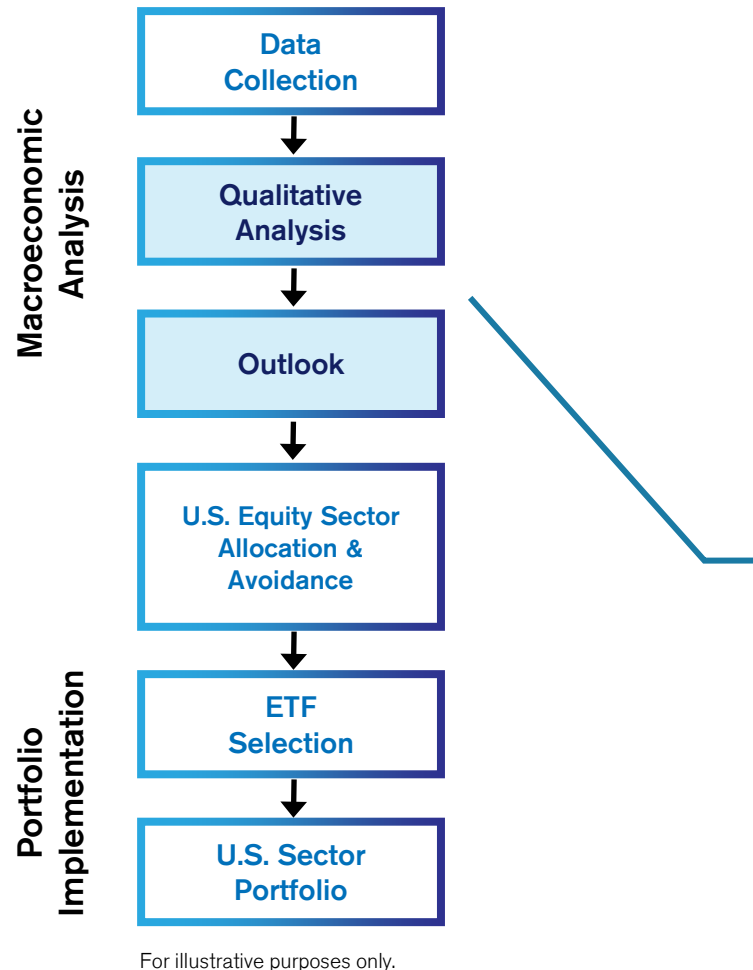 Data
Collection
Macroeconomic
Analysis
Qualitative
Analysis
Outlook
U.S. Equity Sector
Allocation &
Avoidance
Portfolio
Implementation
ETF
Selection
U.S. Sector
Portfolio
For illustrative purposes only.